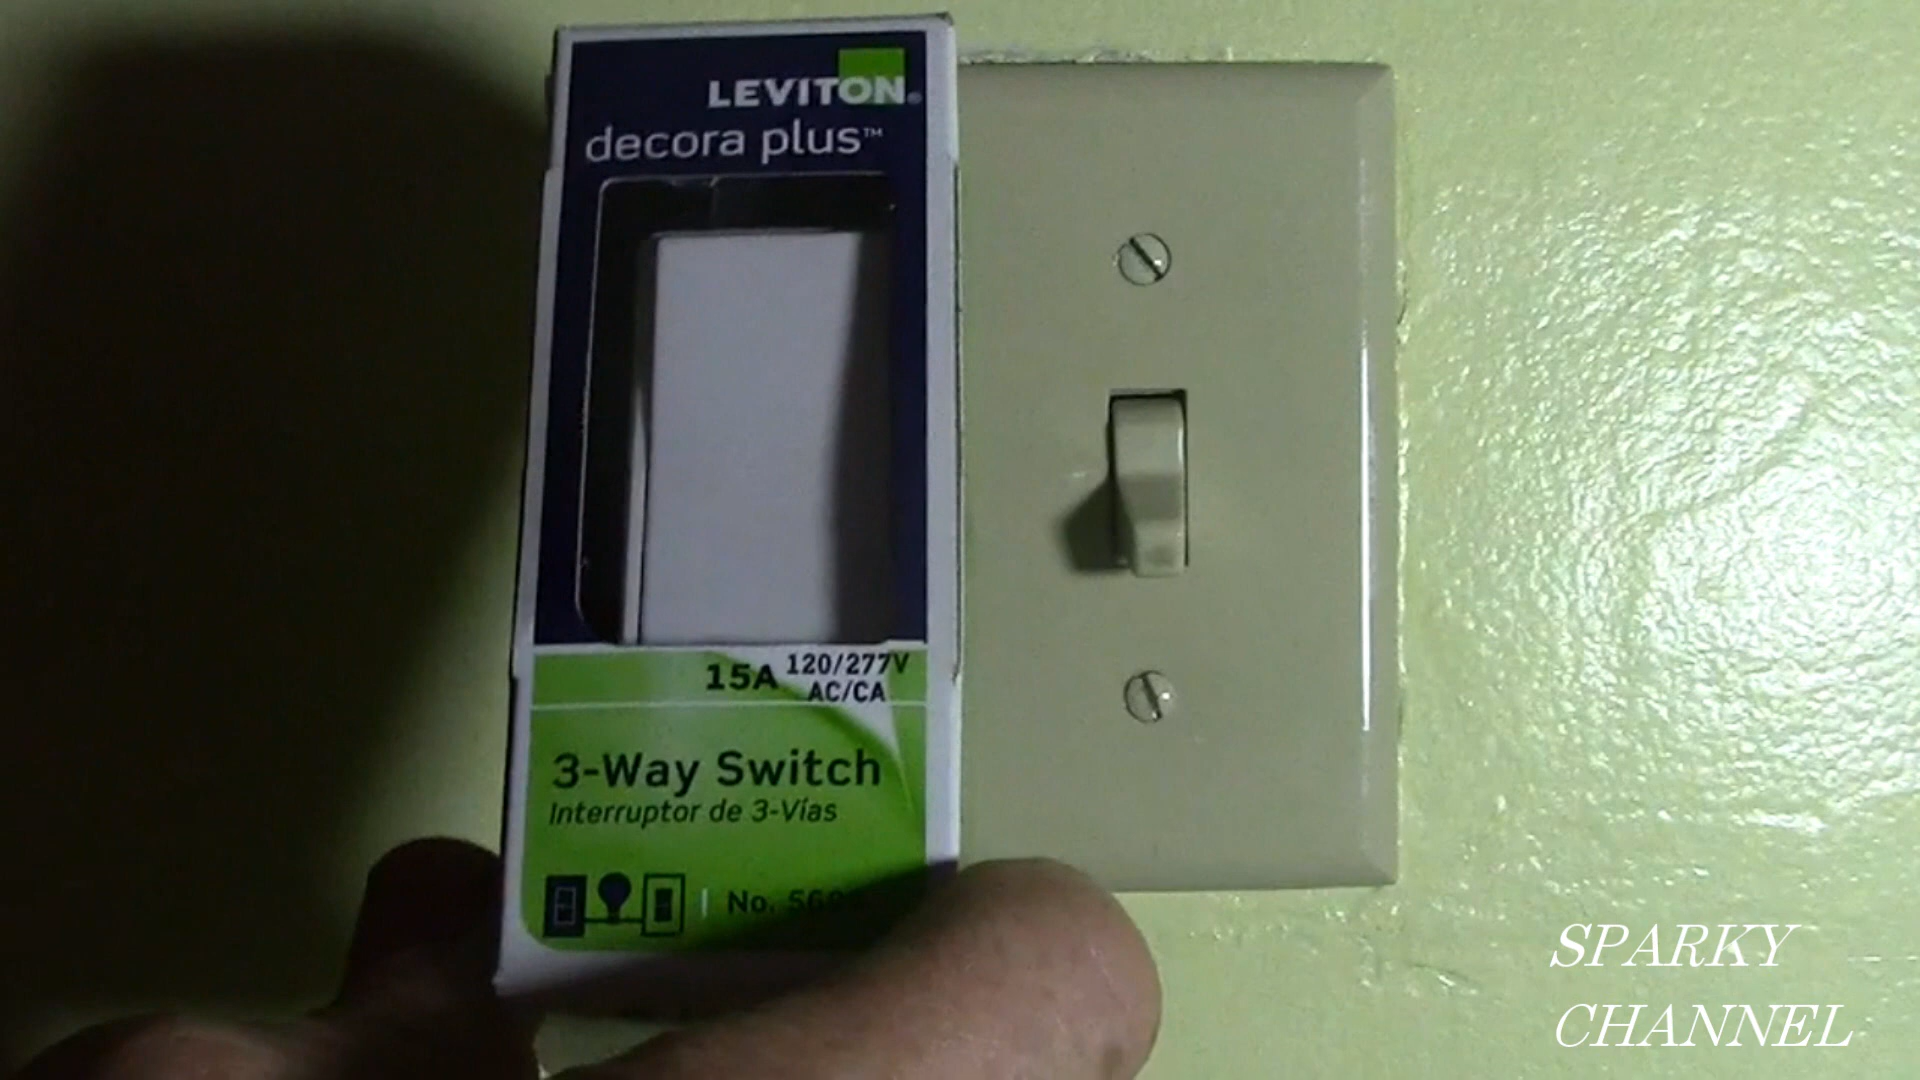 LEVITON®
decora plus™
15A 120/277V
AC/CA
3-Way Switch
Interruptor de 3-Vías
No.
SPARKY
CHANNEL